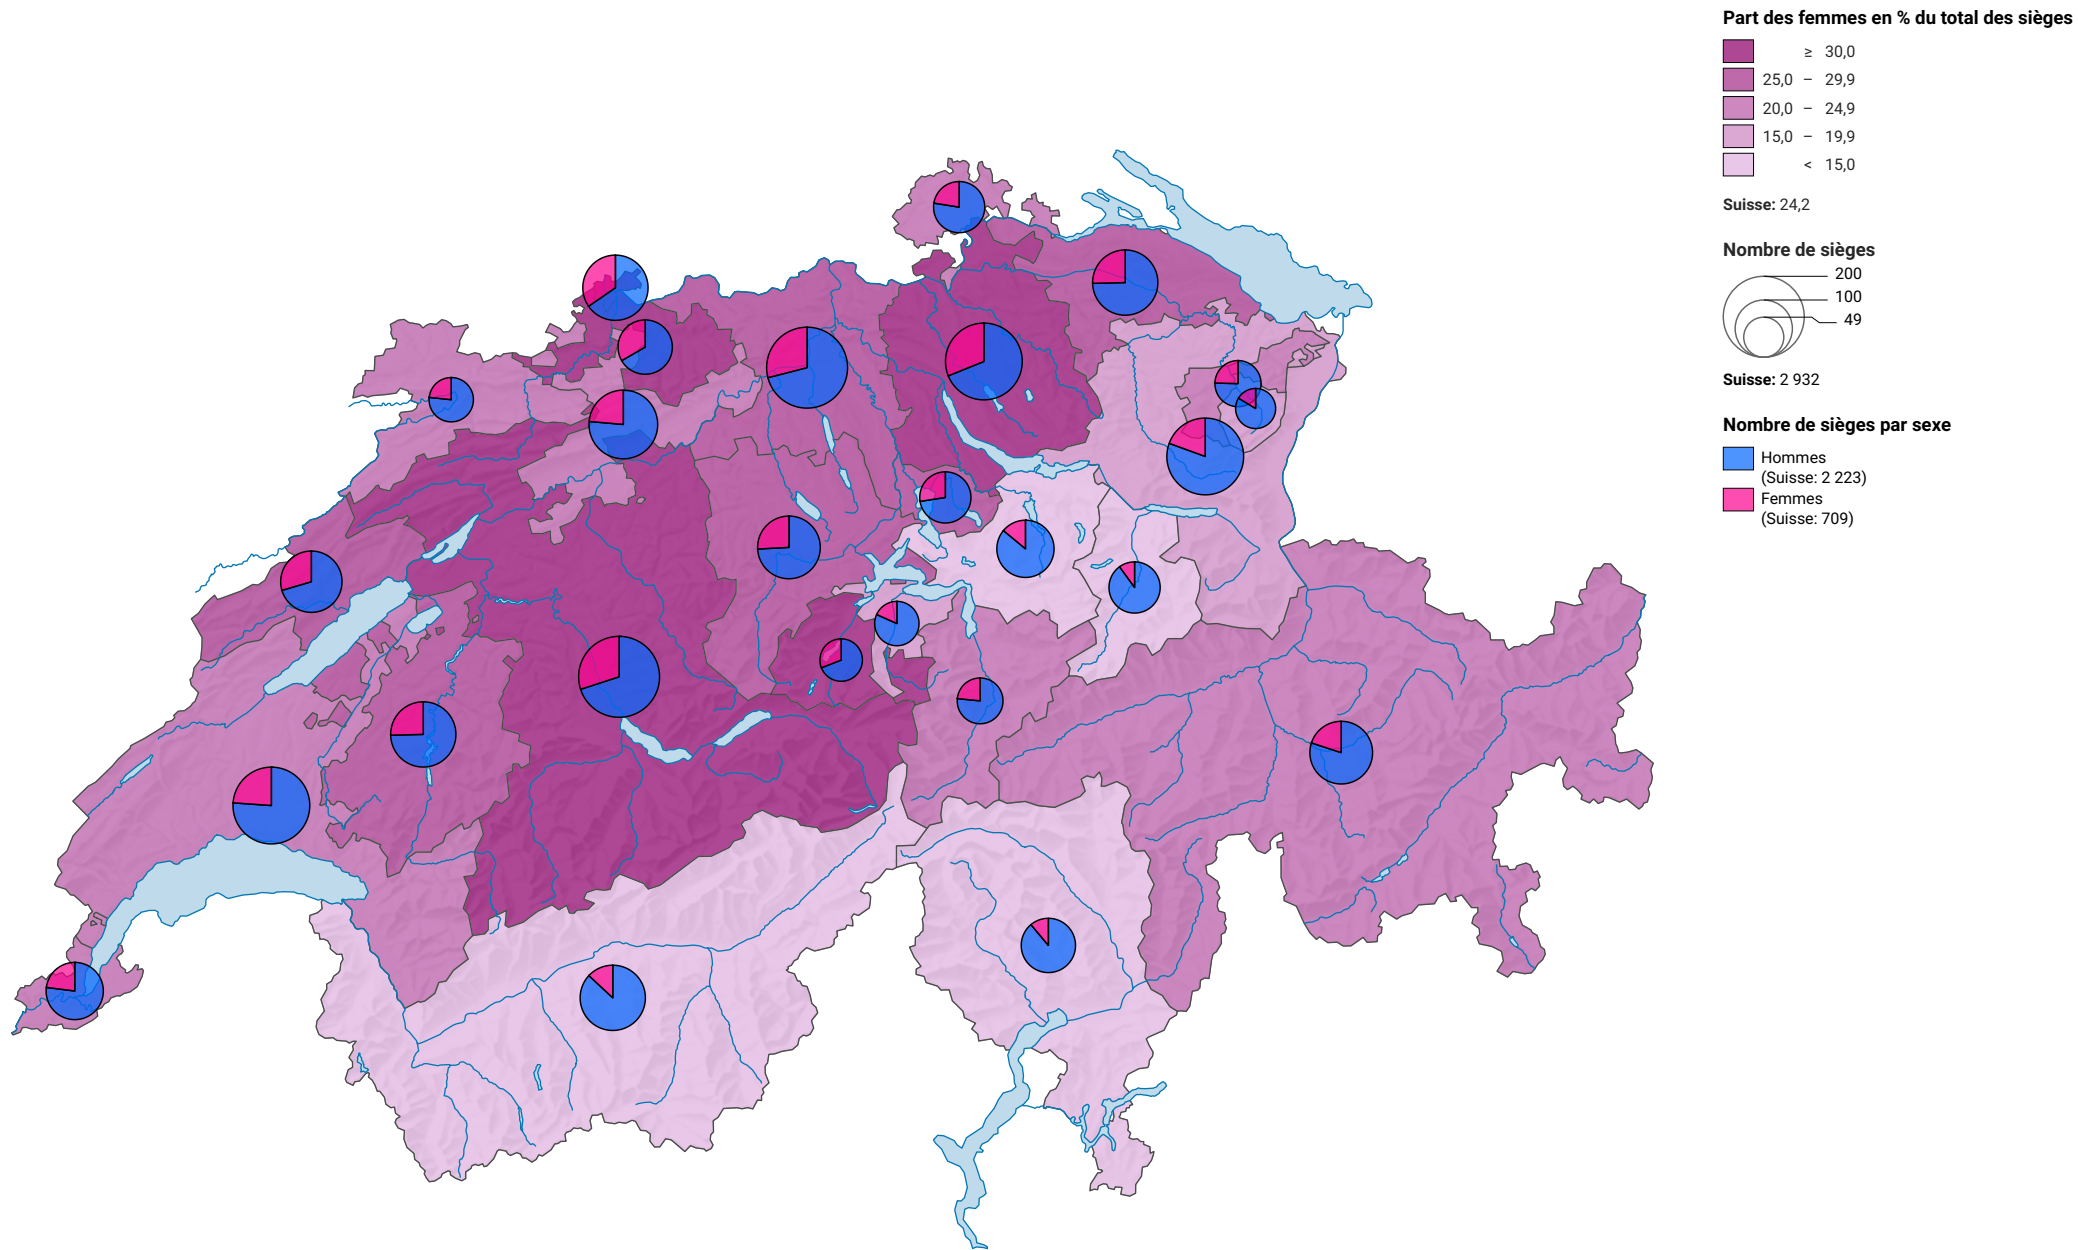 Part des femmes en % du total des sièges
≥ 30,0
25,0 – 29,9
20,0 – 24,9
15,0 – 19,9
< 15,0
Suisse: 24,2
Nombre de sièges
200
100
49
Suisse: 2 932
Nombre de sièges par sexe
Hommes
(Suisse: 2 223)
Femmes
(Suisse: 709)